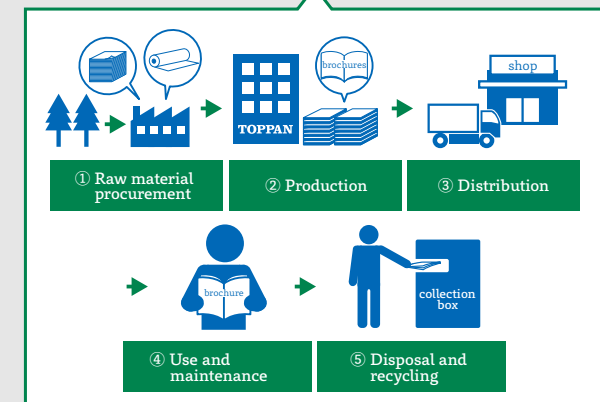 brochures
shop
TOPPAN
① Raw material
procurement
② Production
③ Distribution
brochure
collection
box
④ Use and
maintenance
⑤ Disposal and
recycling